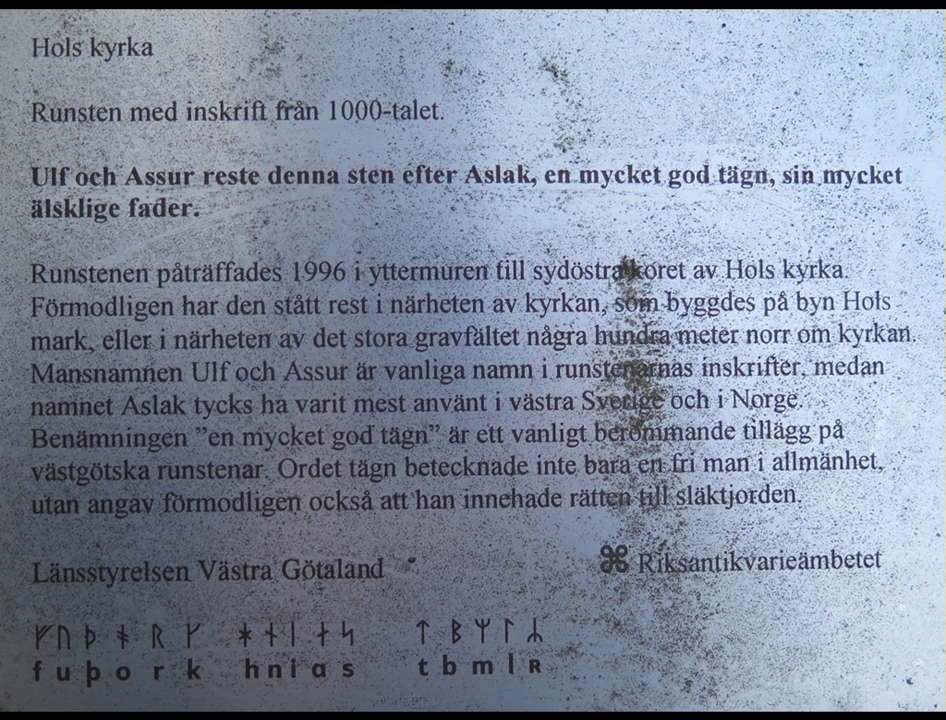 Hols kyrka
Runsten med inskrift från 1000-talet.
Ulf och Assur reste denna sten efter Aslak, en mycket god tägn, sin mycket
älsklige fader.
Runstenen påträffades 1996 i yttermuren till sydöstra koret av Hols kyrka.
Förmodligen har den stått rest i närheten av kyrkan, som byggdes på byn Hols
mark, eller i närheten av det stora gravfältet några hundra meter norr om kyrkan.
Mansnamnen Ulf och Assur är vanliga namn i runstenarnas inskrifter, medan
namnet Aslak tycks ha varit mest använt i västra Sverige och i Norge.
Benämningen ”en mycket god tägn” är ett vanligt berömmande tillägg på
västgötska runstenar. Ordet tägn betecknade inte bara en fri man i allmänhet,
utan angav förmodligen också att han innehade rätten till släktjorden.
Länsstyrelsen Västra Götaland ⌘ Riksantikvarieämbetet
ᚠ ᚢ ᚦ ᚬ ᚱ ᚴ ᚼ ᚾ ᛁ ᛅ ᛋ ᛏ ᛒ ᛘ ᛚ ᛦ
f u þ o r k h n i a s t b m l ʀ